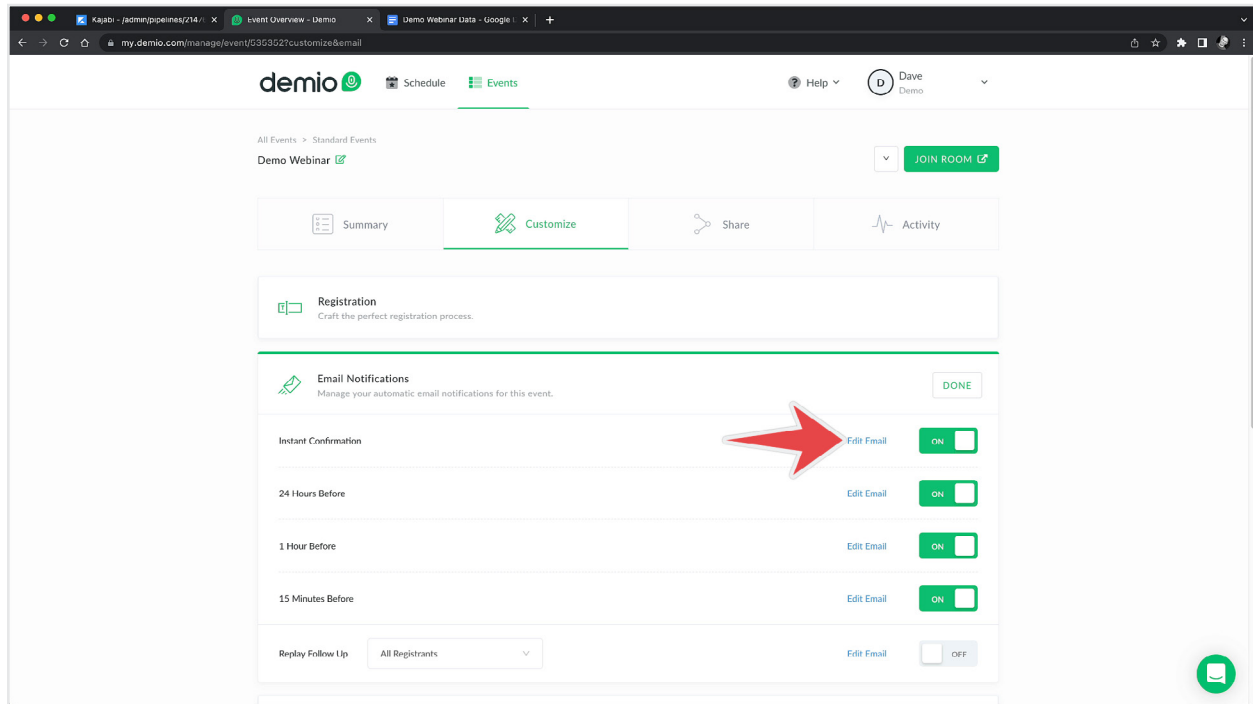 Kajabi - /admin/pipelines/2147
Event Overview - Demio
Demo Webinar Data - Google
my.demio.com/manage/event/535352?customize&email
demio
Schedule
Events
Help
D
Dave
Demo
All Events > Standard Events
Demo Webinar
JOIN ROOM
Summary
Customize
Share
Activity
Registration
Craft the perfect registration process.
Email Notifications
Manage your automatic email notifications for this event.
DONE
Instant Confirmation
Edit Email
ON
24 Hours Before
Edit Email
ON
1 Hour Before
Edit Email
ON
15 Minutes Before
Edit Email
ON
Replay Follow Up
All Registrants
Edit Email
OFF